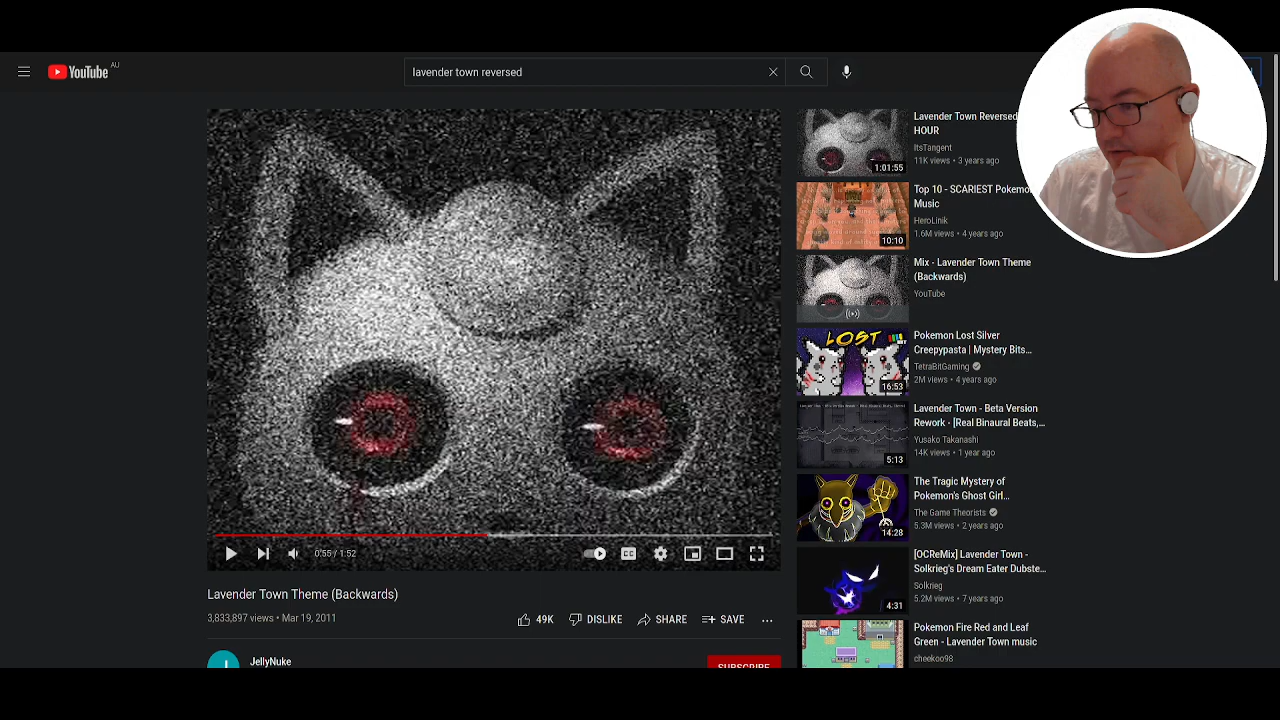 YouTube AU
lavender town reversed
0:55 / 1:52
CC
Lavender Town Theme (Backwards)
3,833,897 views • Mar 19, 2011
49K
DISLIKE
SHARE
SAVE
JellyNuke
SUBSCRIBE
Lavender Town Reversed
HOUR
ItsTangent
11K views • 3 years ago
1:01:55
Top 10 - SCARIEST Pokemon
Music
HeroLinik
1.6M views • 4 years ago
10:10
Mix - Lavender Town Theme
(Backwards)
YouTube
LOST
Pokemon Lost Silver
Creepypasta | Mystery Bits...
TetraBitGaming
2M views • 4 years ago
16:53
Lavender Town - Beta Version
Rework - [Real Binaural Beats,...
Yusako Takanashi
14K views • 1 year ago
5:13
The Tragic Mystery of
Pokemon's Ghost Girl...
The Game Theorists
5.3M views • 2 years ago
14:28
[OCReMix] Lavender Town -
Solkrieg's Dream Eater Dubste...
Solkrieg
5.2M views • 7 years ago
4:31
Pokemon Fire Red and Leaf
Green - Lavender Town music
cheekoo98